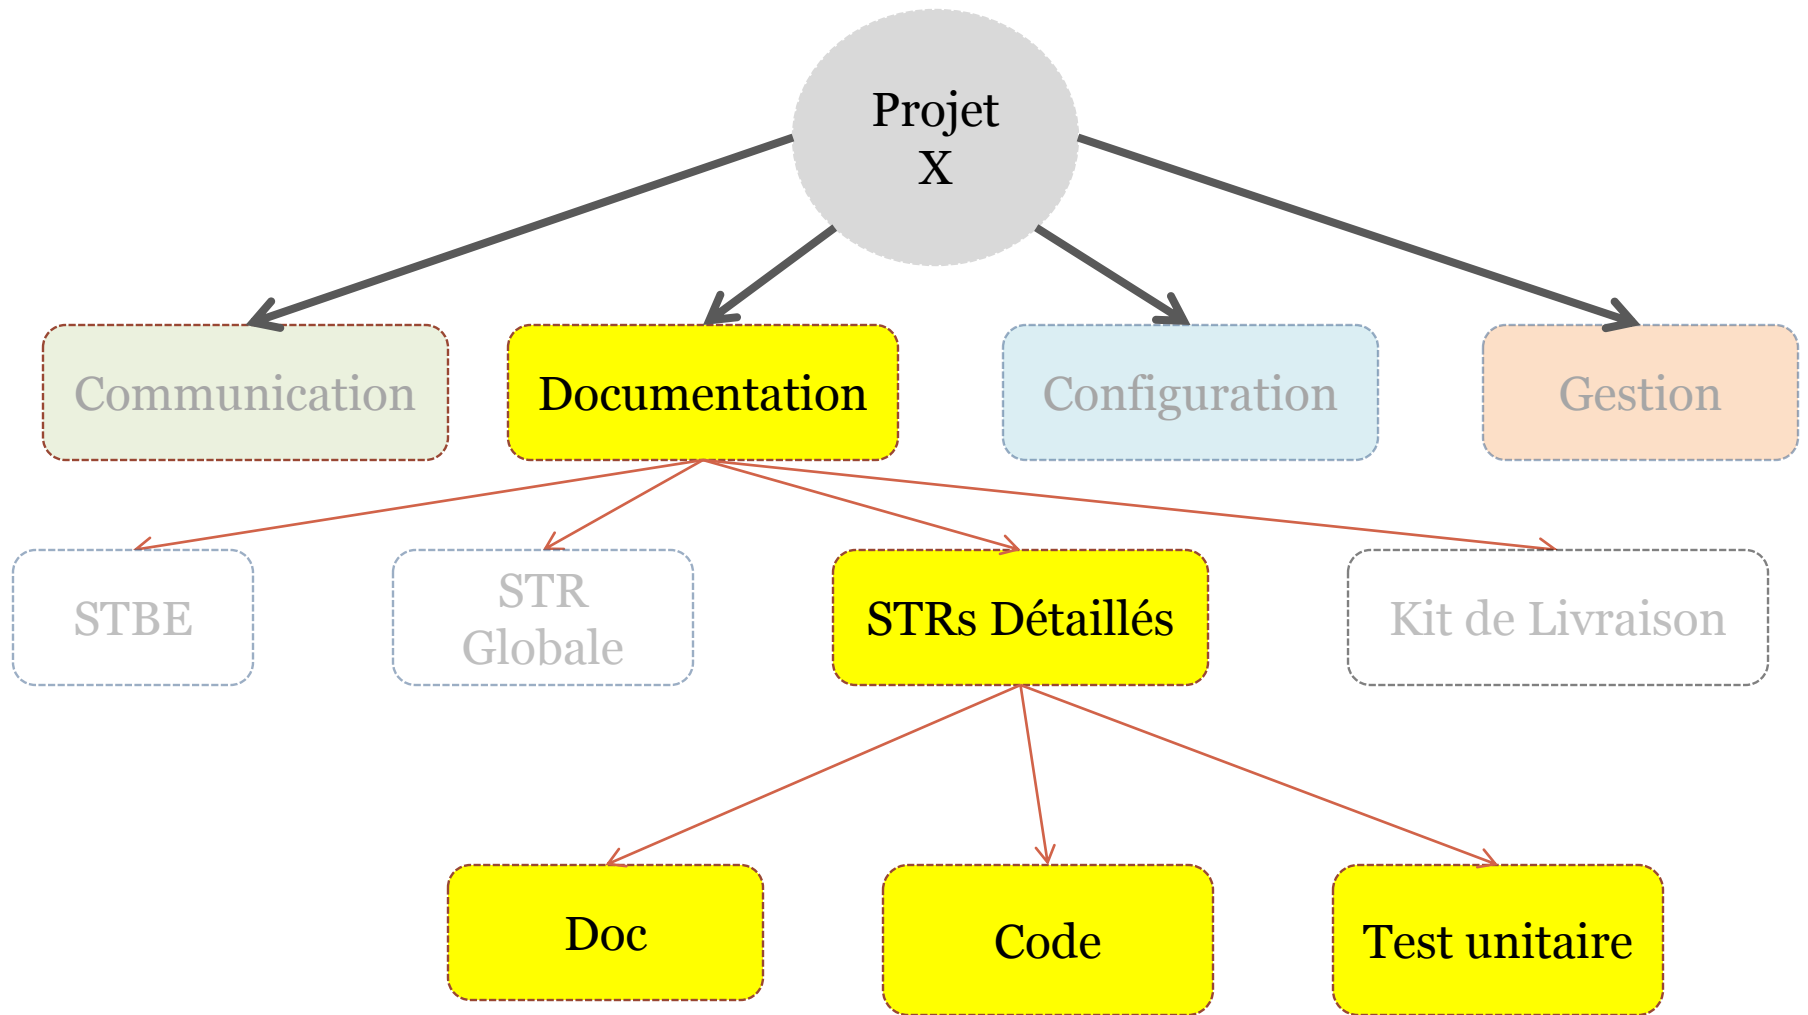 Projet
X
Communication
Documentation
Configuration
Gestion
STBE
STR
Globale
STRs Détaillés
Kit de Livraison
Doc
Code
Test unitaire